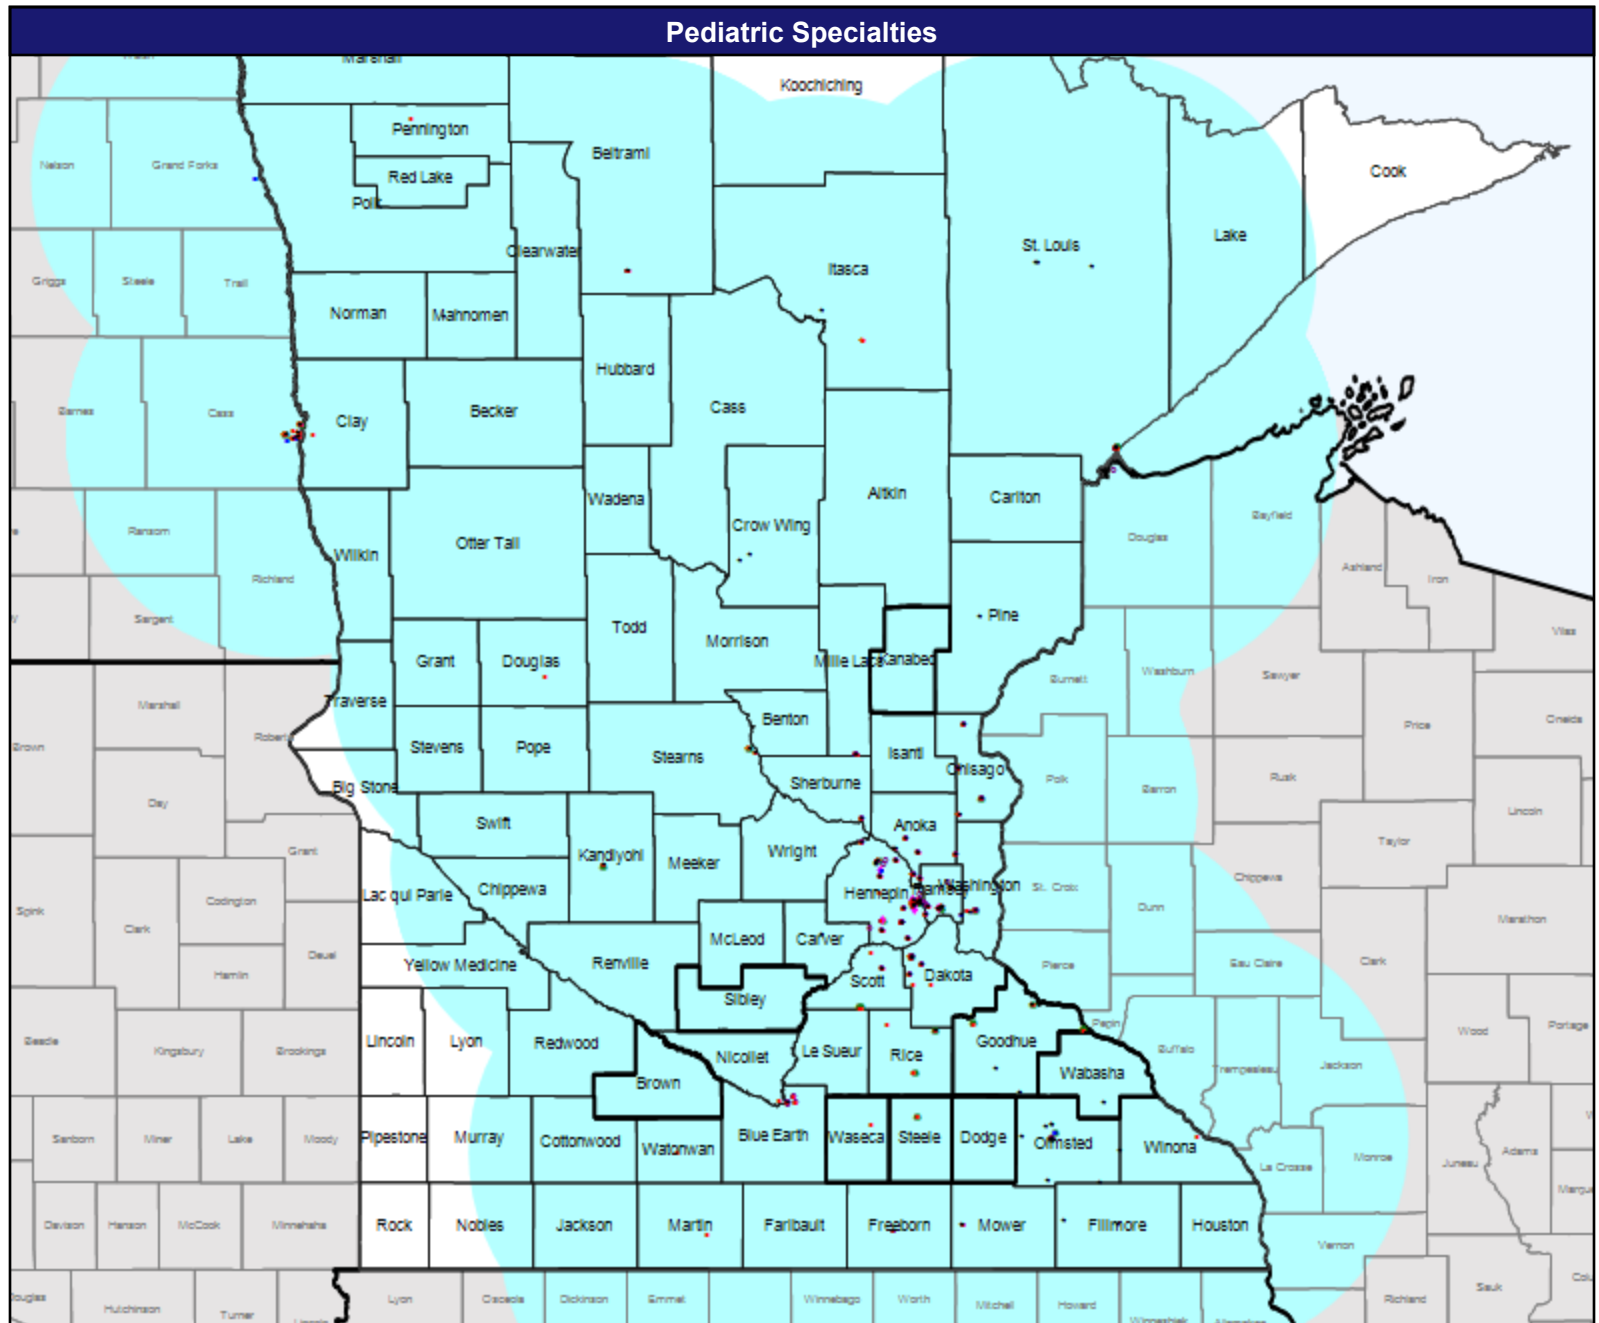 Pediatric Specialties
Marshall
Koochiching
Pennington
Beltrami
Nelson
Grand Forks
Cook
Red Lake
Polk
Clearwater
St. Louis
Lake
Itasca
Griggs
Steele
Traill
Norman
Mahnomen
Hubbard
Cass
Becker
Clay
Barnes
Cass
Wadena
Aitkin
Carlton
Crow Wing
Bayfield
Ransom
Otter Tail
Wilkin
Douglas
Ashland
Iron
Richland
Sargent
Todd
Morrison
Pine
Vilas
Grant
Douglas
Mille Lacs
Kanabec
Burnett
Washburn
Sawyer
Marshall
Traverse
Benton
Price
Oneida
Brown
Roberts
Stevens
Pope
Stearns
Isanti
Chisago
Polk
Barron
Rusk
Big Stone
Sherburne
Day
Lincoln
Swift
Anoka
Taylor
Grant
Kandiyohi
Meeker
Wright
Lac qui Parle
Chippewa
Hennepin
Ramsey
Washington
St. Croix
Chippewa
Codington
Dunn
Spink
Clark
McLeod
Carver
Marathon
Deuel
Yellow Medicine
Renville
Scott
Dakota
Pierce
Eau Claire
Clark
Hamlin
Sibley
Pepin
Wood
Portage
Beadle
Kingsbury
Brookings
Lincoln
Lyon
Redwood
Nicollet
Le Sueur
Rice
Goodhue
Buffalo
Trempealeau
Jackson
Brown
Wabasha
Sanborn
Miner
Lake
Moody
Pipestone
Murray
Cottonwood
Watonwan
Blue Earth
Waseca
Steele
Dodge
Olmsted
Winona
La Crosse
Monroe
Juneau
Adams
Davison
Hanson
McCook
Minnehaha
Rock
Nobles
Jackson
Martin
Faribault
Freeborn
Mower
Fillmore
Houston
Vernon
Hutchinson
Turner
Lyon
Osceola
Dickinson
Emmet
Winnebago
Worth
Mitchell
Howard
Winneshiek
Richland
Sauk